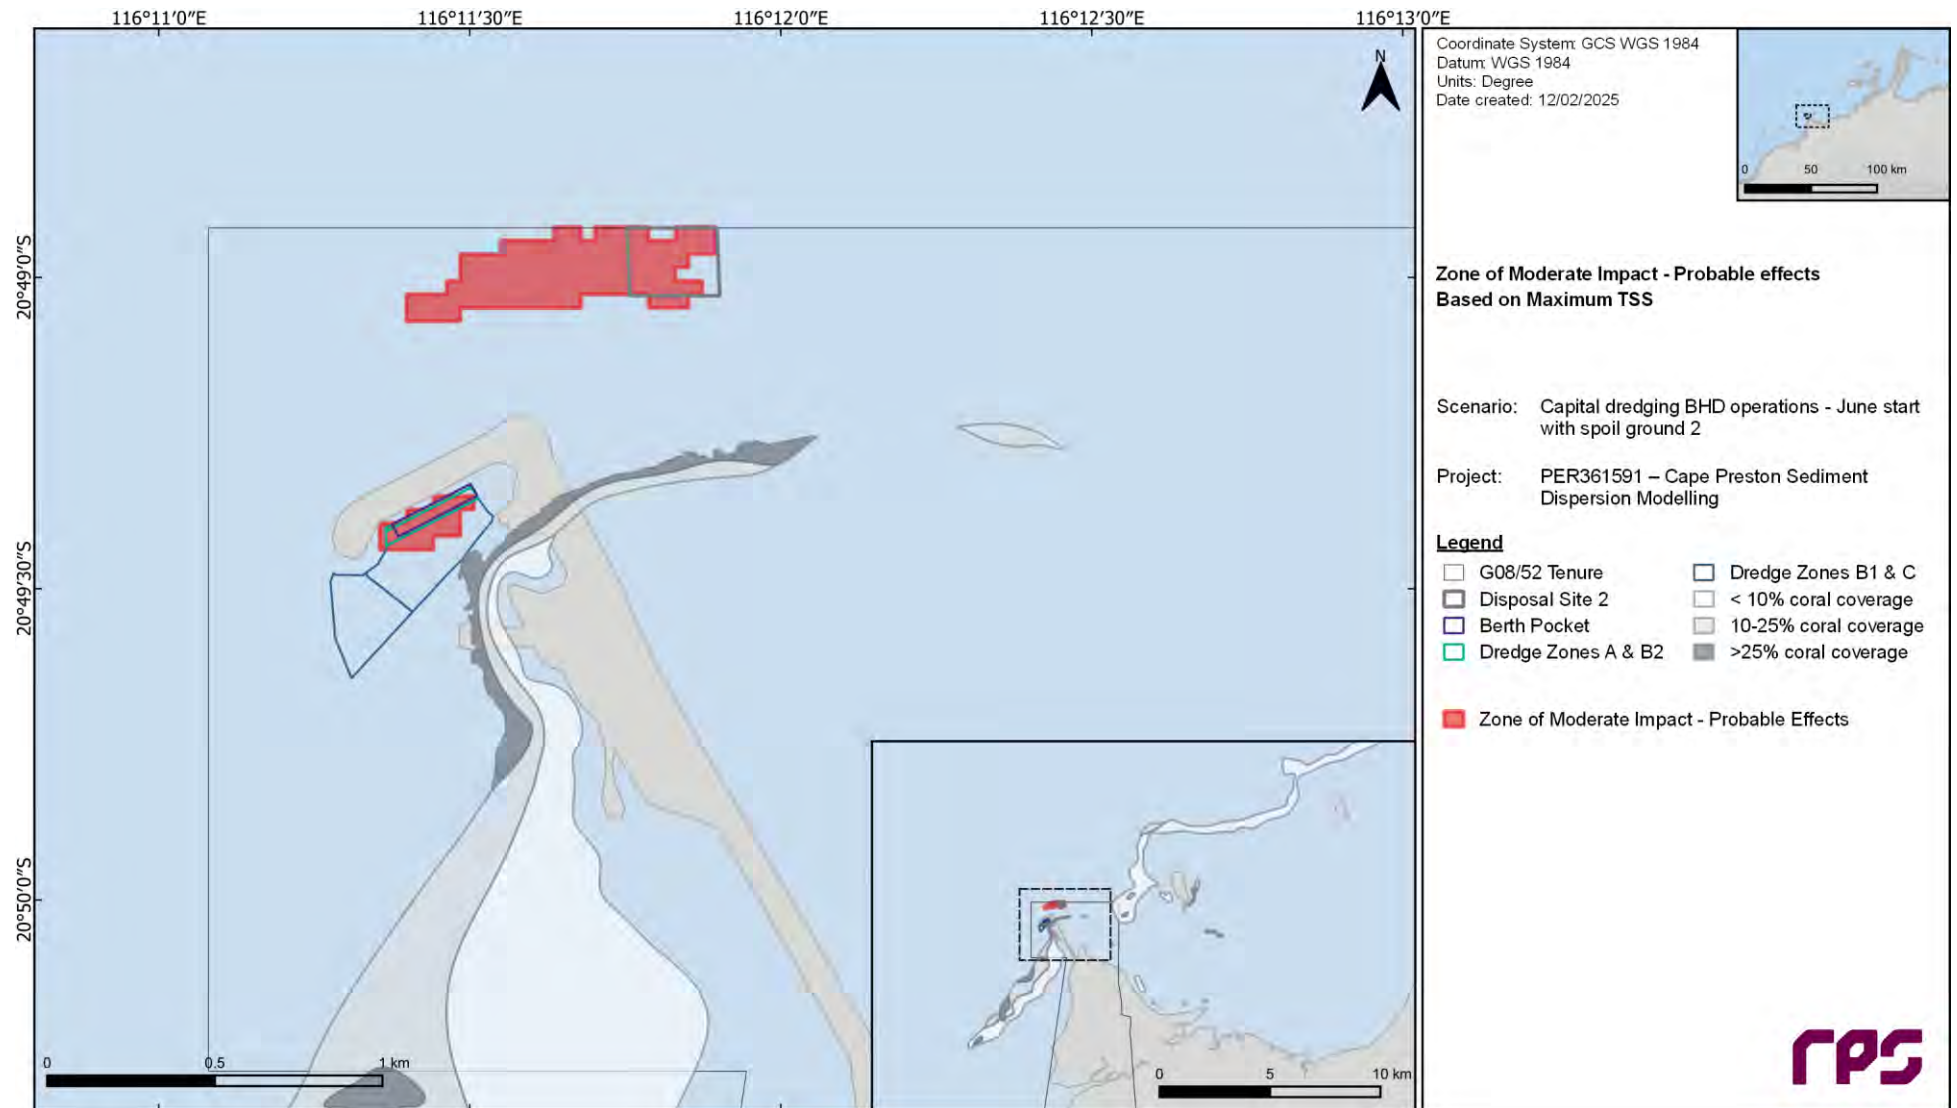 116°11'0"E
116°11'30"E
116°12'0"E
116°12'30"E
116°13'0"E
N
20°49'0"S
20°49'30"S
20°50'0"S
0
0.5
1 km
0
5
10 km
Coordinate System: GCS WGS 1984
Datum: WGS 1984
Units: Degree
Date created: 12/02/2025
0
50
100 km
Zone of Moderate Impact - Probable effects
Based on Maximum TSS
Scenario: Capital dredging BHD operations - June start
with spoil ground 2
Project: PER361591 – Cape Preston Sediment
Dispersion Modelling
Legend
G08/52 Tenure
Disposal Site 2
Berth Pocket
Dredge Zones A & B2
Dredge Zones B1 & C
< 10% coral coverage
10-25% coral coverage
>25% coral coverage
Zone of Moderate Impact - Probable Effects
rps